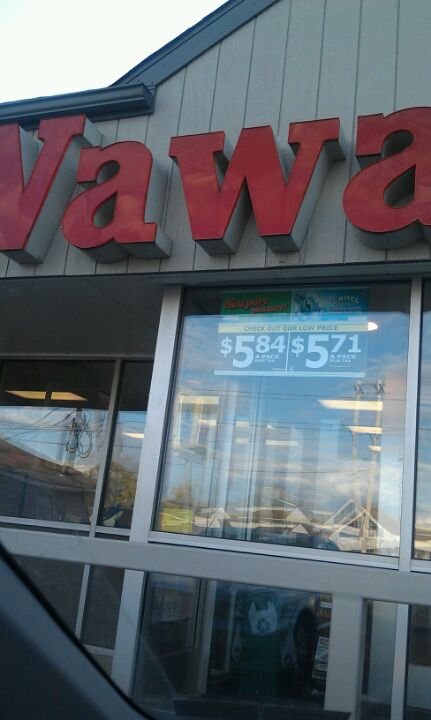 Wawa
Newport CAMEL
CHECK OUT OUR LOW PRICE
$5.84 $5.71
A PACK A PACK
PLUS TAX PLUS TAX